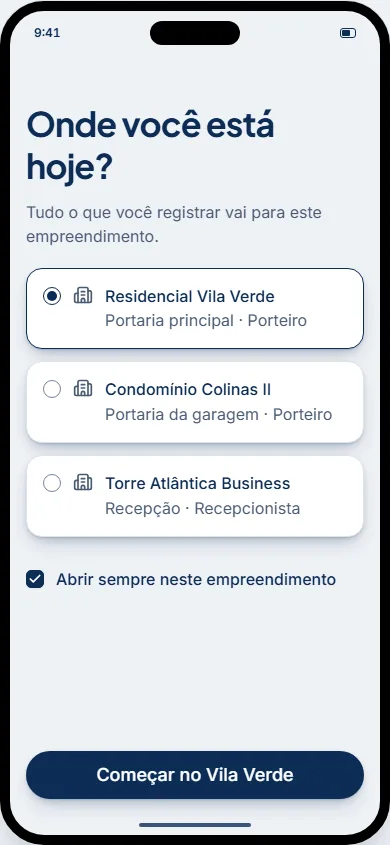 9:41
Onde você está
hoje?
Tudo o que você registrar vai para este
empreendimento.
Residencial Vila Verde
Portaria principal · Porteiro
Condomínio Colinas II
Portaria da garagem · Porteiro
Torre Atlântica Business
Recepção · Recepcionista
Abrir sempre neste empreendimento
Começar no Vila Verde